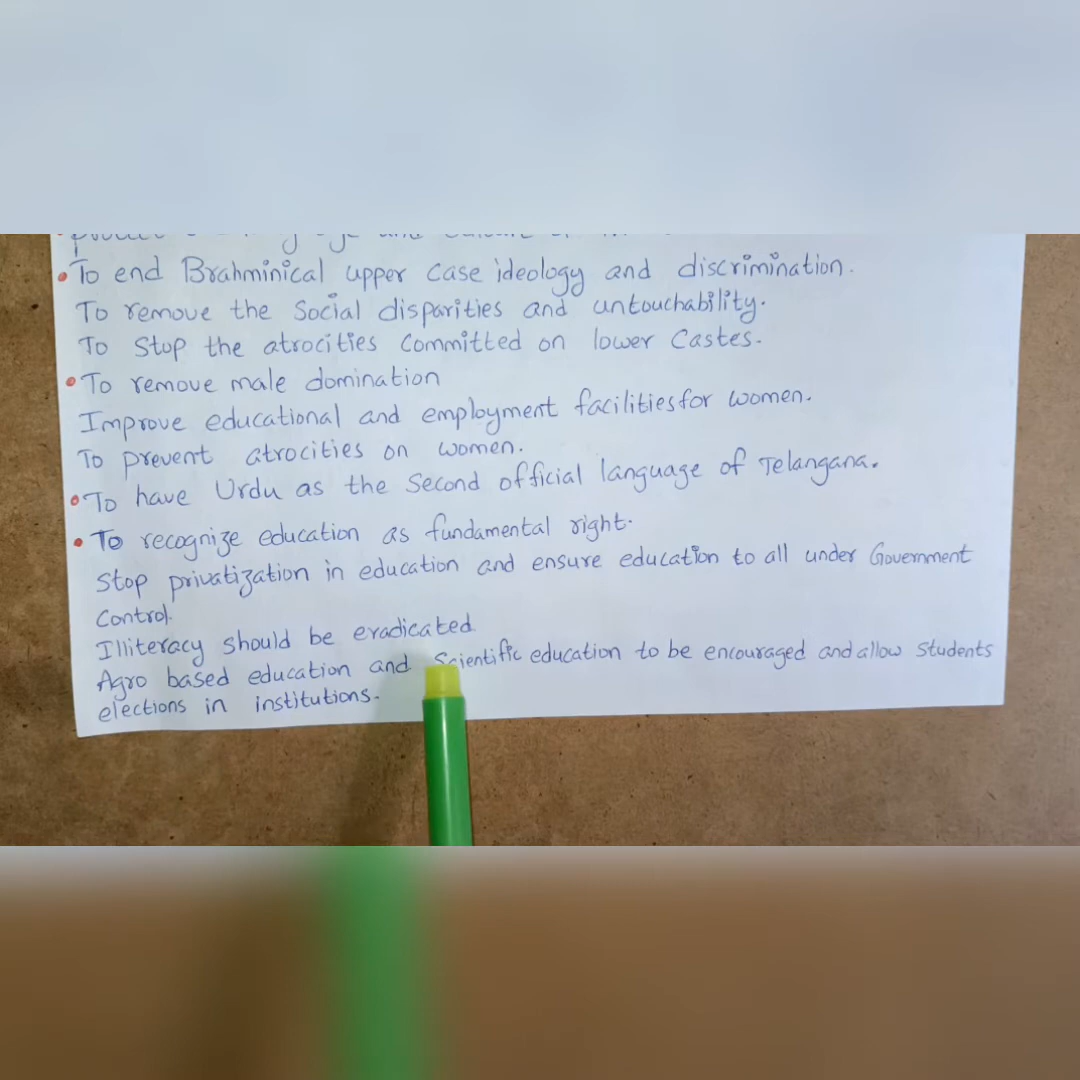 To end Brahminical upper case ideology and discrimination.
To remove the Social disparities and untouchability.
To Stop the atrocities Committed on lower Castes.
To remove male domination
Improve educational and employment facilities for women.
To prevent atrocities on women.
To have Urdu as the Second official language of Telangana.
To recognize education as fundamental right.
Stop privatization in education and ensure education to all under Government
Control.
Illiteracy should be eradicated
Agro based education and Scientific education to be encouraged and allow Students
elections in institutions.